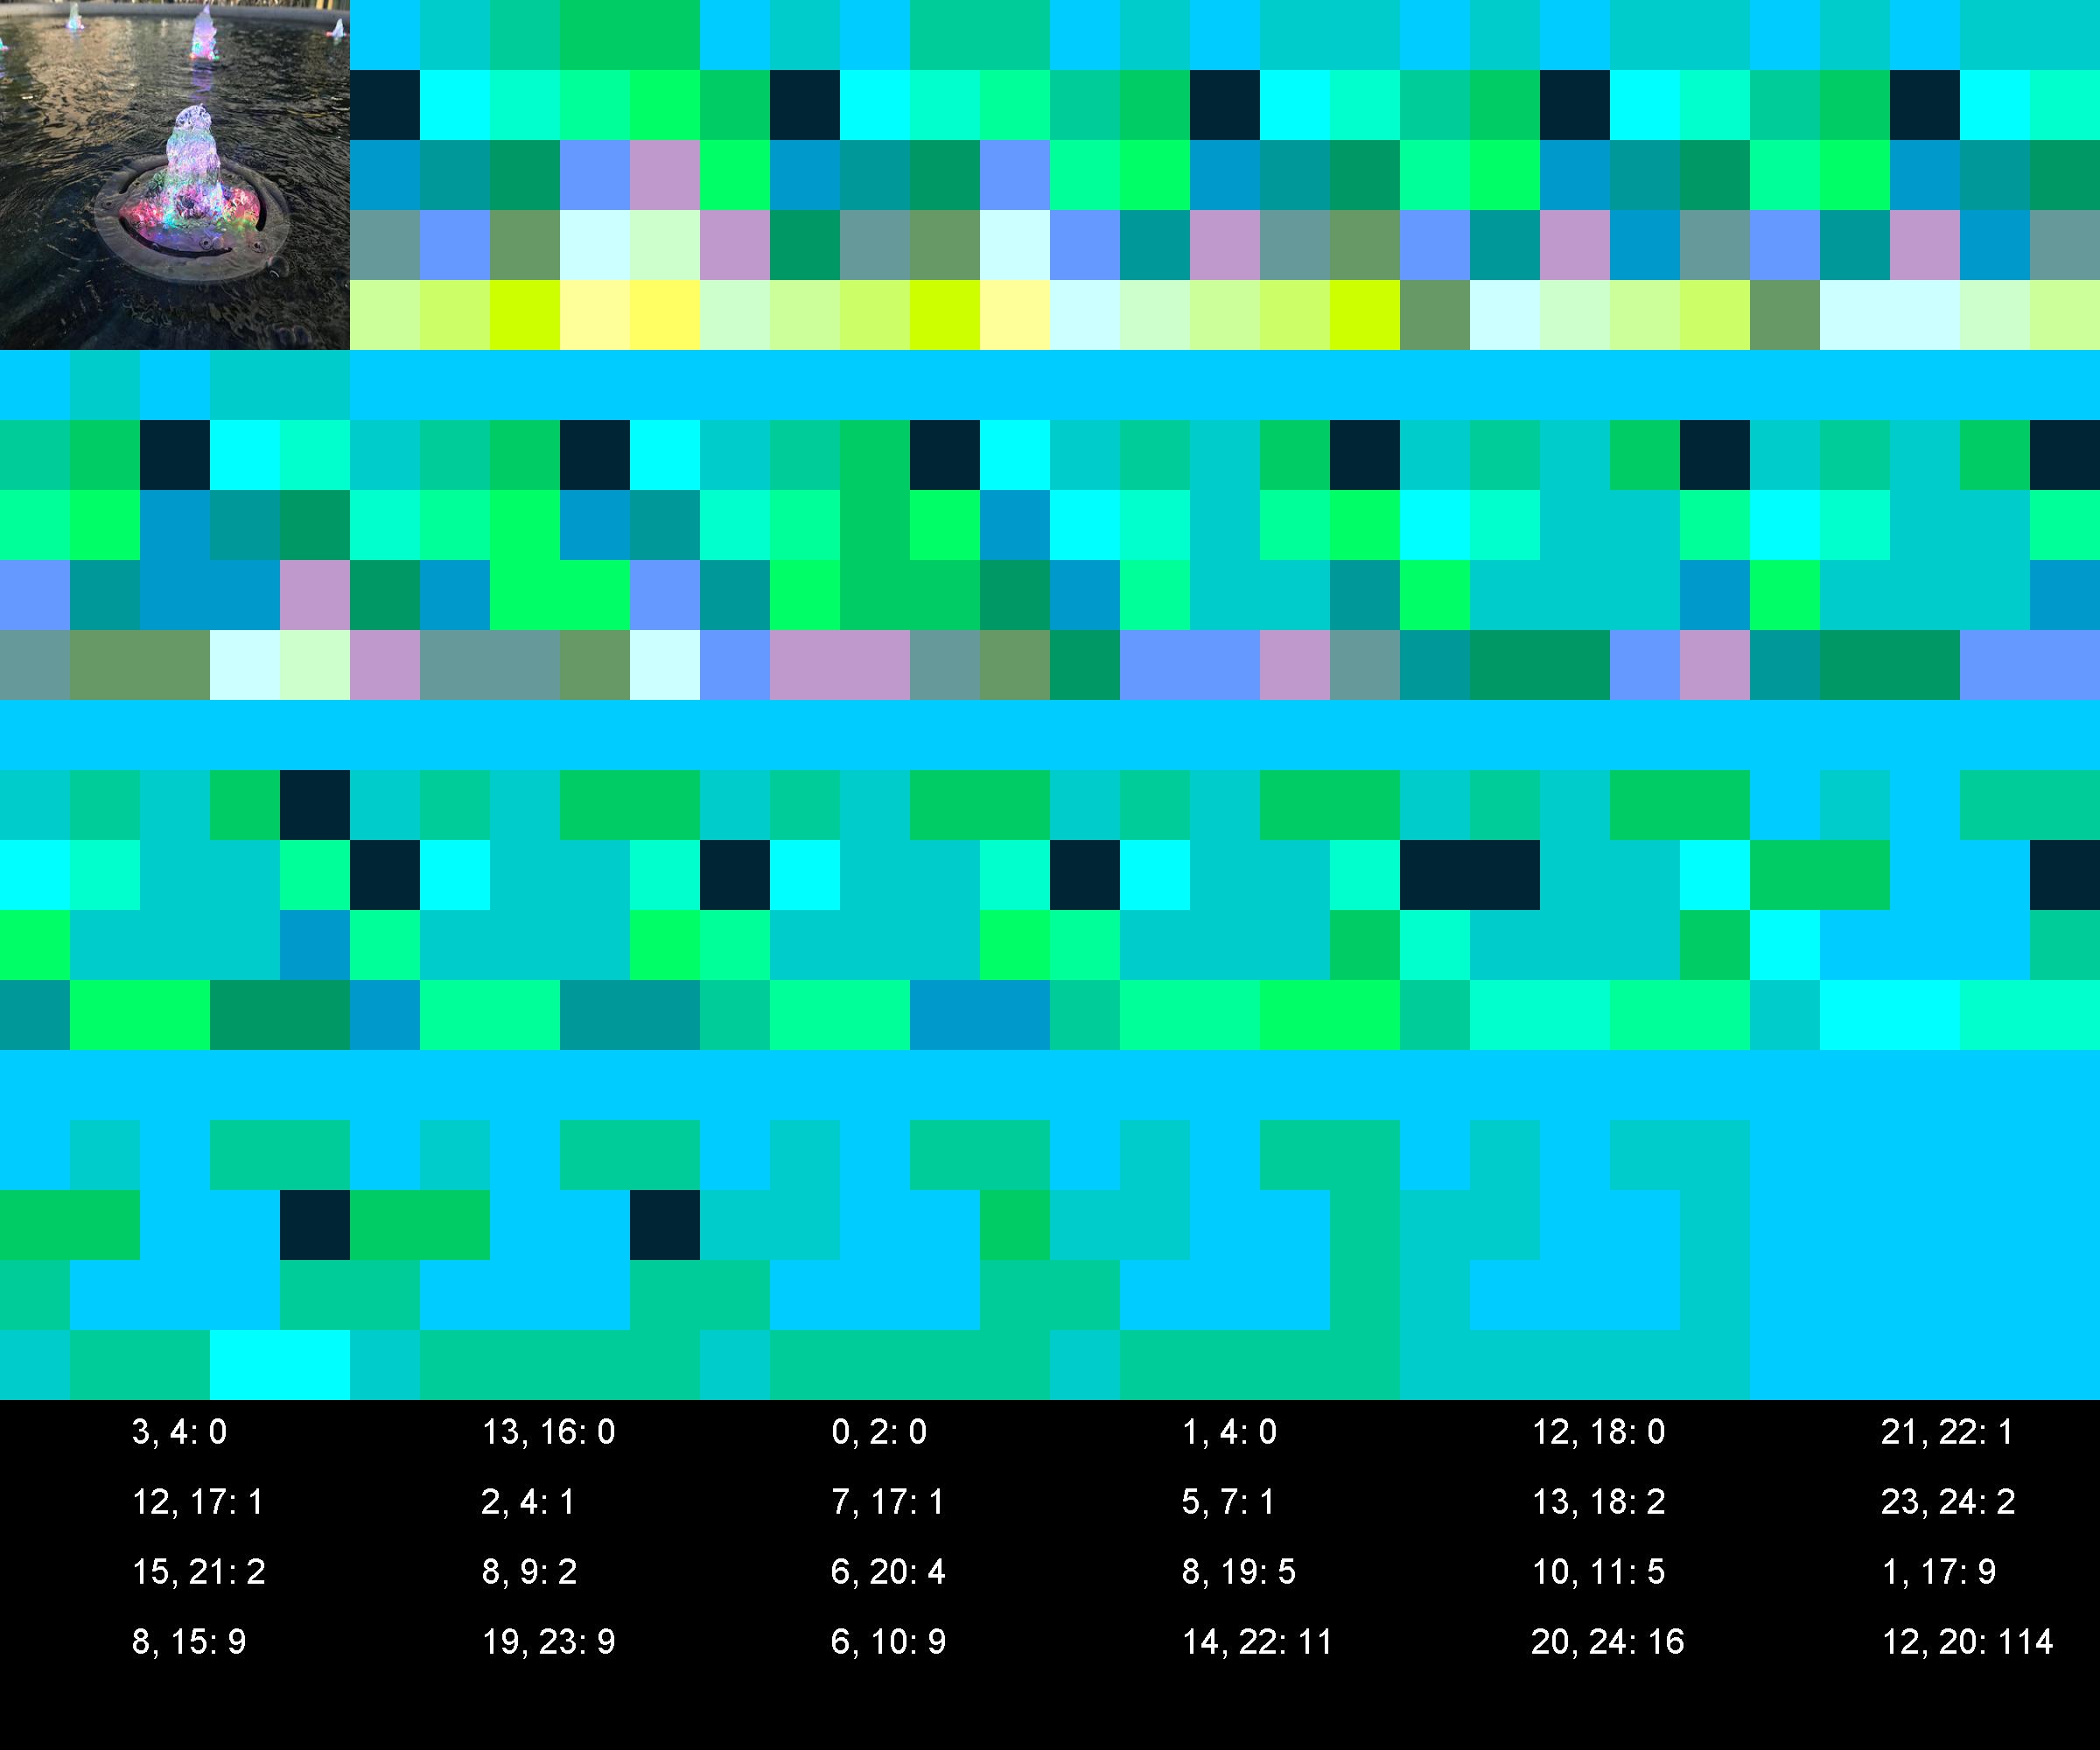 3, 4: 0 13, 16: 0 0, 2: 0 1, 4: 0 12, 18: 0 21, 22: 1
12, 17: 1 2, 4: 1 7, 17: 1 5, 7: 1 13, 18: 2 23, 24: 2
15, 21: 2 8, 9: 2 6, 20: 4 8, 19: 5 10, 11: 5 1, 17: 9
8, 15: 9 19, 23: 9 6, 10: 9 14, 22: 11 20, 24: 16 12, 20: 114